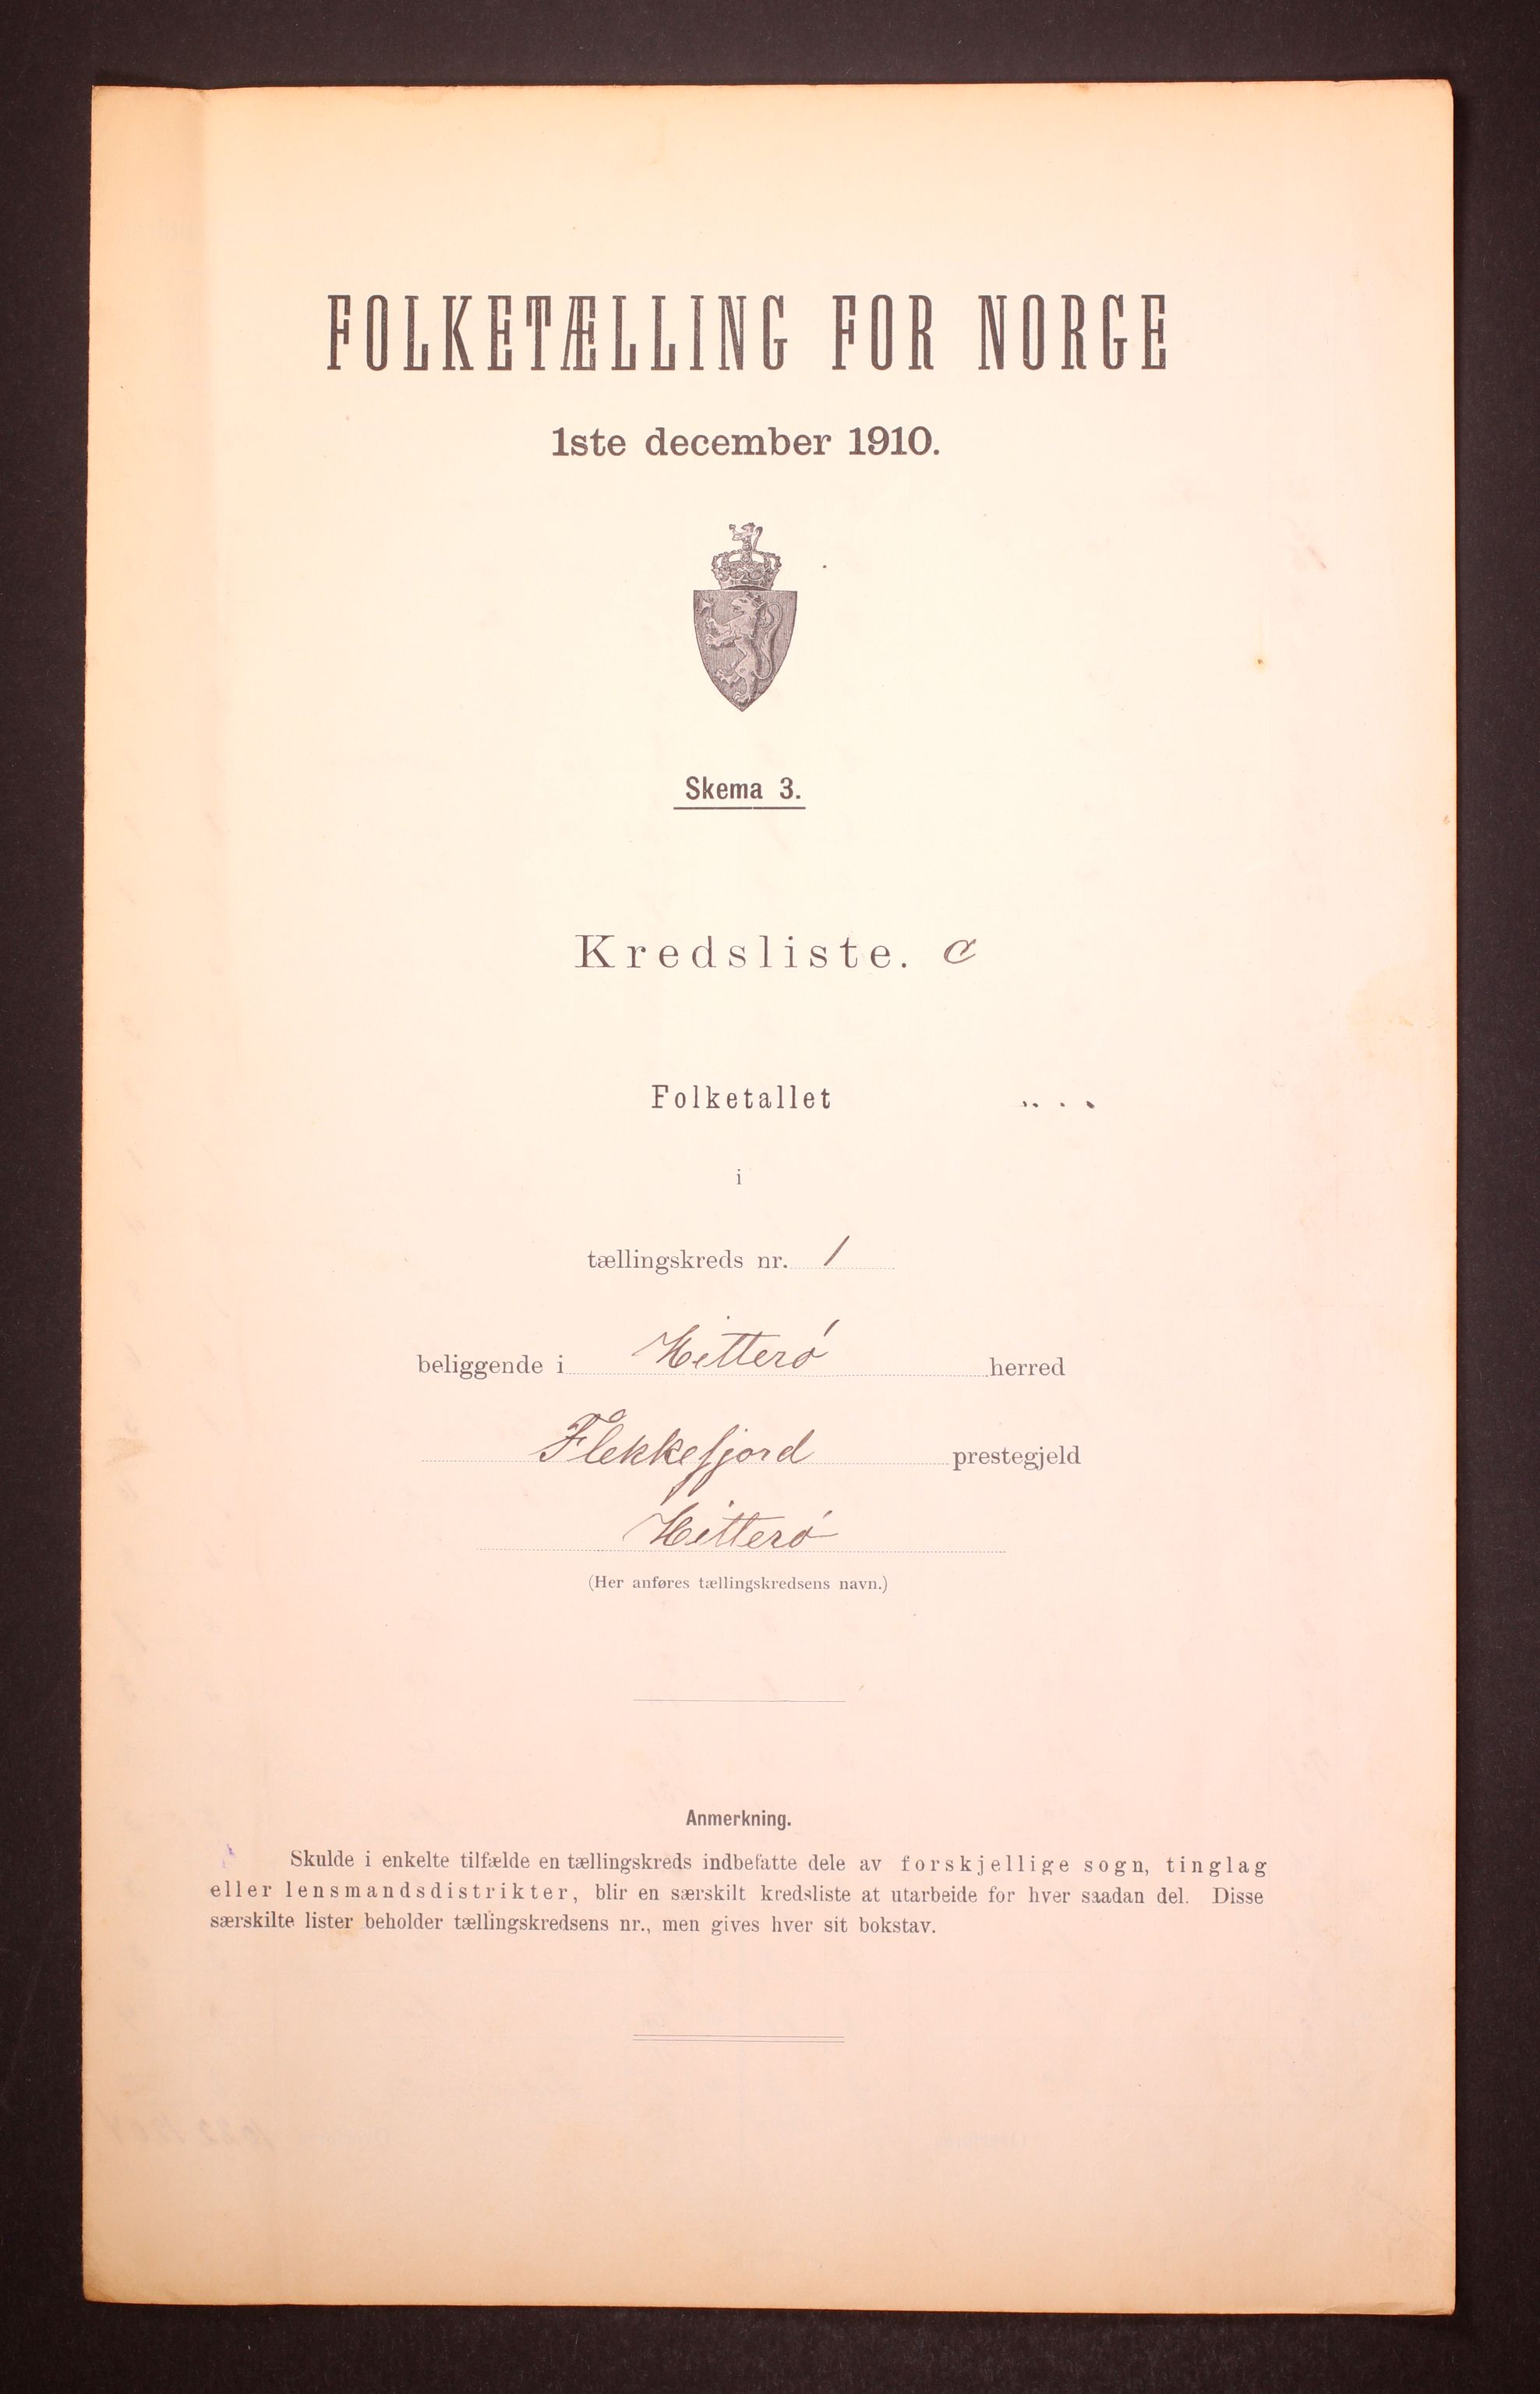 FOLKETÆLLING FOR NORGE
1ste december 1910.
Skema 3.
Kredsliste. C
Folketallet
i
tællingskreds nr. 1
beliggende i Hitterø herred
Flekkefjord prestegjeld
Hitterø
(Her anføres tællingskredsens navn.)
Anmerkning.
Skulde i enkelte tilfælde en tællingskreds indbefatte dele av forskjellige sogn, tinglag
eller lensmandsdistrikter, blir en særskilt kredsliste at utarbeide for hver saadan del. Disse
særskilte lister beholder tællingskredsens nr., men gives hver sit bokstav.